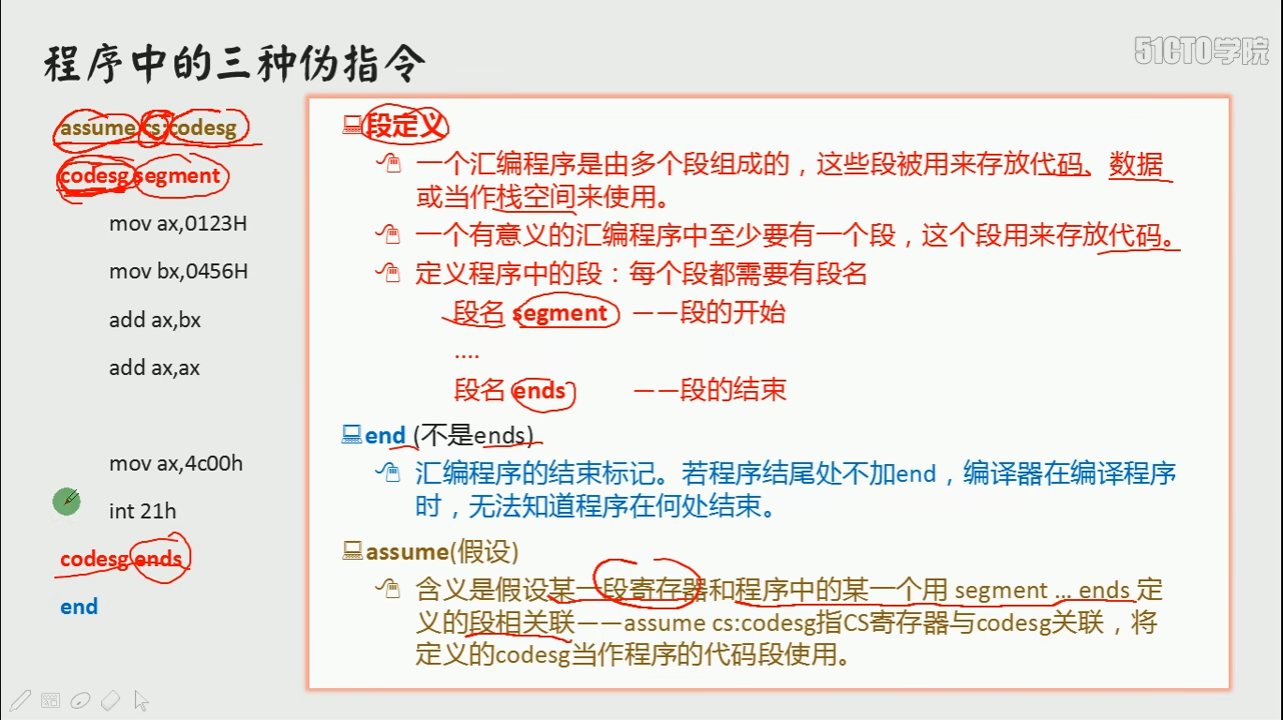 程序中的三种伪指令
51CTO学院
assume cs:codesg
codesg segment
mov ax,0123H
mov bx,0456H
add ax,bx
add ax,ax
mov ax,4c00h
int 21h
codesg ends
end
段定义
一个汇编程序是由多个段组成的，这些段被用来存放代码、数据
或当作栈空间来使用。
一个有意义的汇编程序中至少要有一个段，这个段用来存放代码。
定义程序中的段：每个段都需要有段名
段名 segment ——段的开始
....
段名 ends ——段的结束
end (不是ends)
汇编程序的结束标记。若程序结尾处不加end，编译器在编译程序
时，无法知道程序在何处结束。
assume(假设)
含义是假设某一段寄存器和程序中的某一个用 segment ... ends 定
义的段相关联——assume cs:codesg指CS寄存器与codesg关联，将
定义的codesg当作程序的代码段使用。